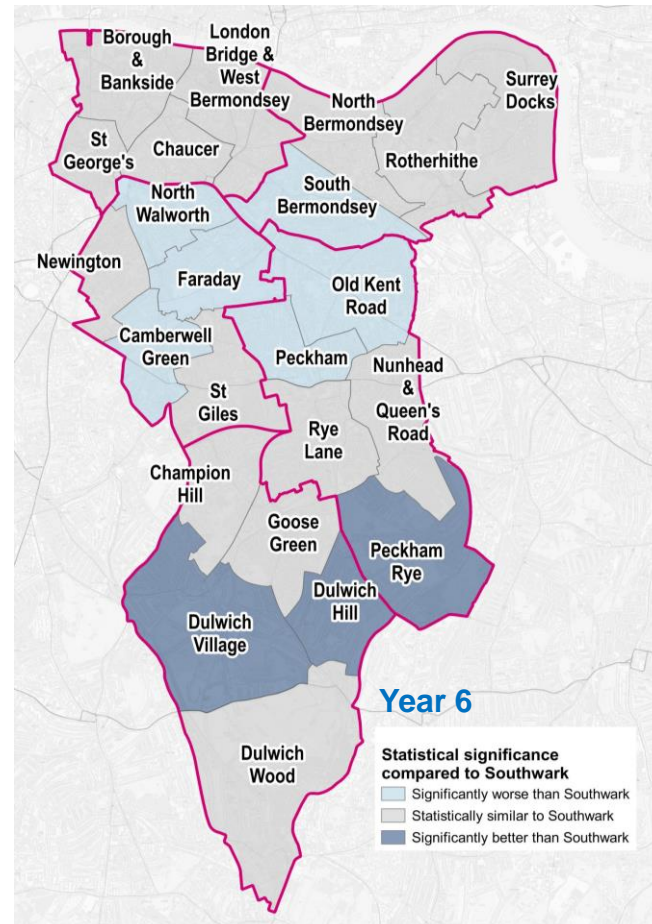 Borough
&
Bankside
London
Bridge &
West
Bermondsey
North
Bermondsey
Surrey
Docks
St
George's
Chaucer
Rotherhithe
North
Walworth
South
Bermondsey
Newington
Faraday
Old Kent
Road
Camberwell
Green
Peckham
Nunhead
&
Queen's
Road
St
Giles
Rye
Lane
Champion
Hill
Goose
Green
Peckham
Rye
Dulwich
Hill
Dulwich
Village
Dulwich
Wood
Year 6
Statistical significance
compared to Southwark
Significantly worse than Southwark
Statistically similar to Southwark
Significantly better than Southwark